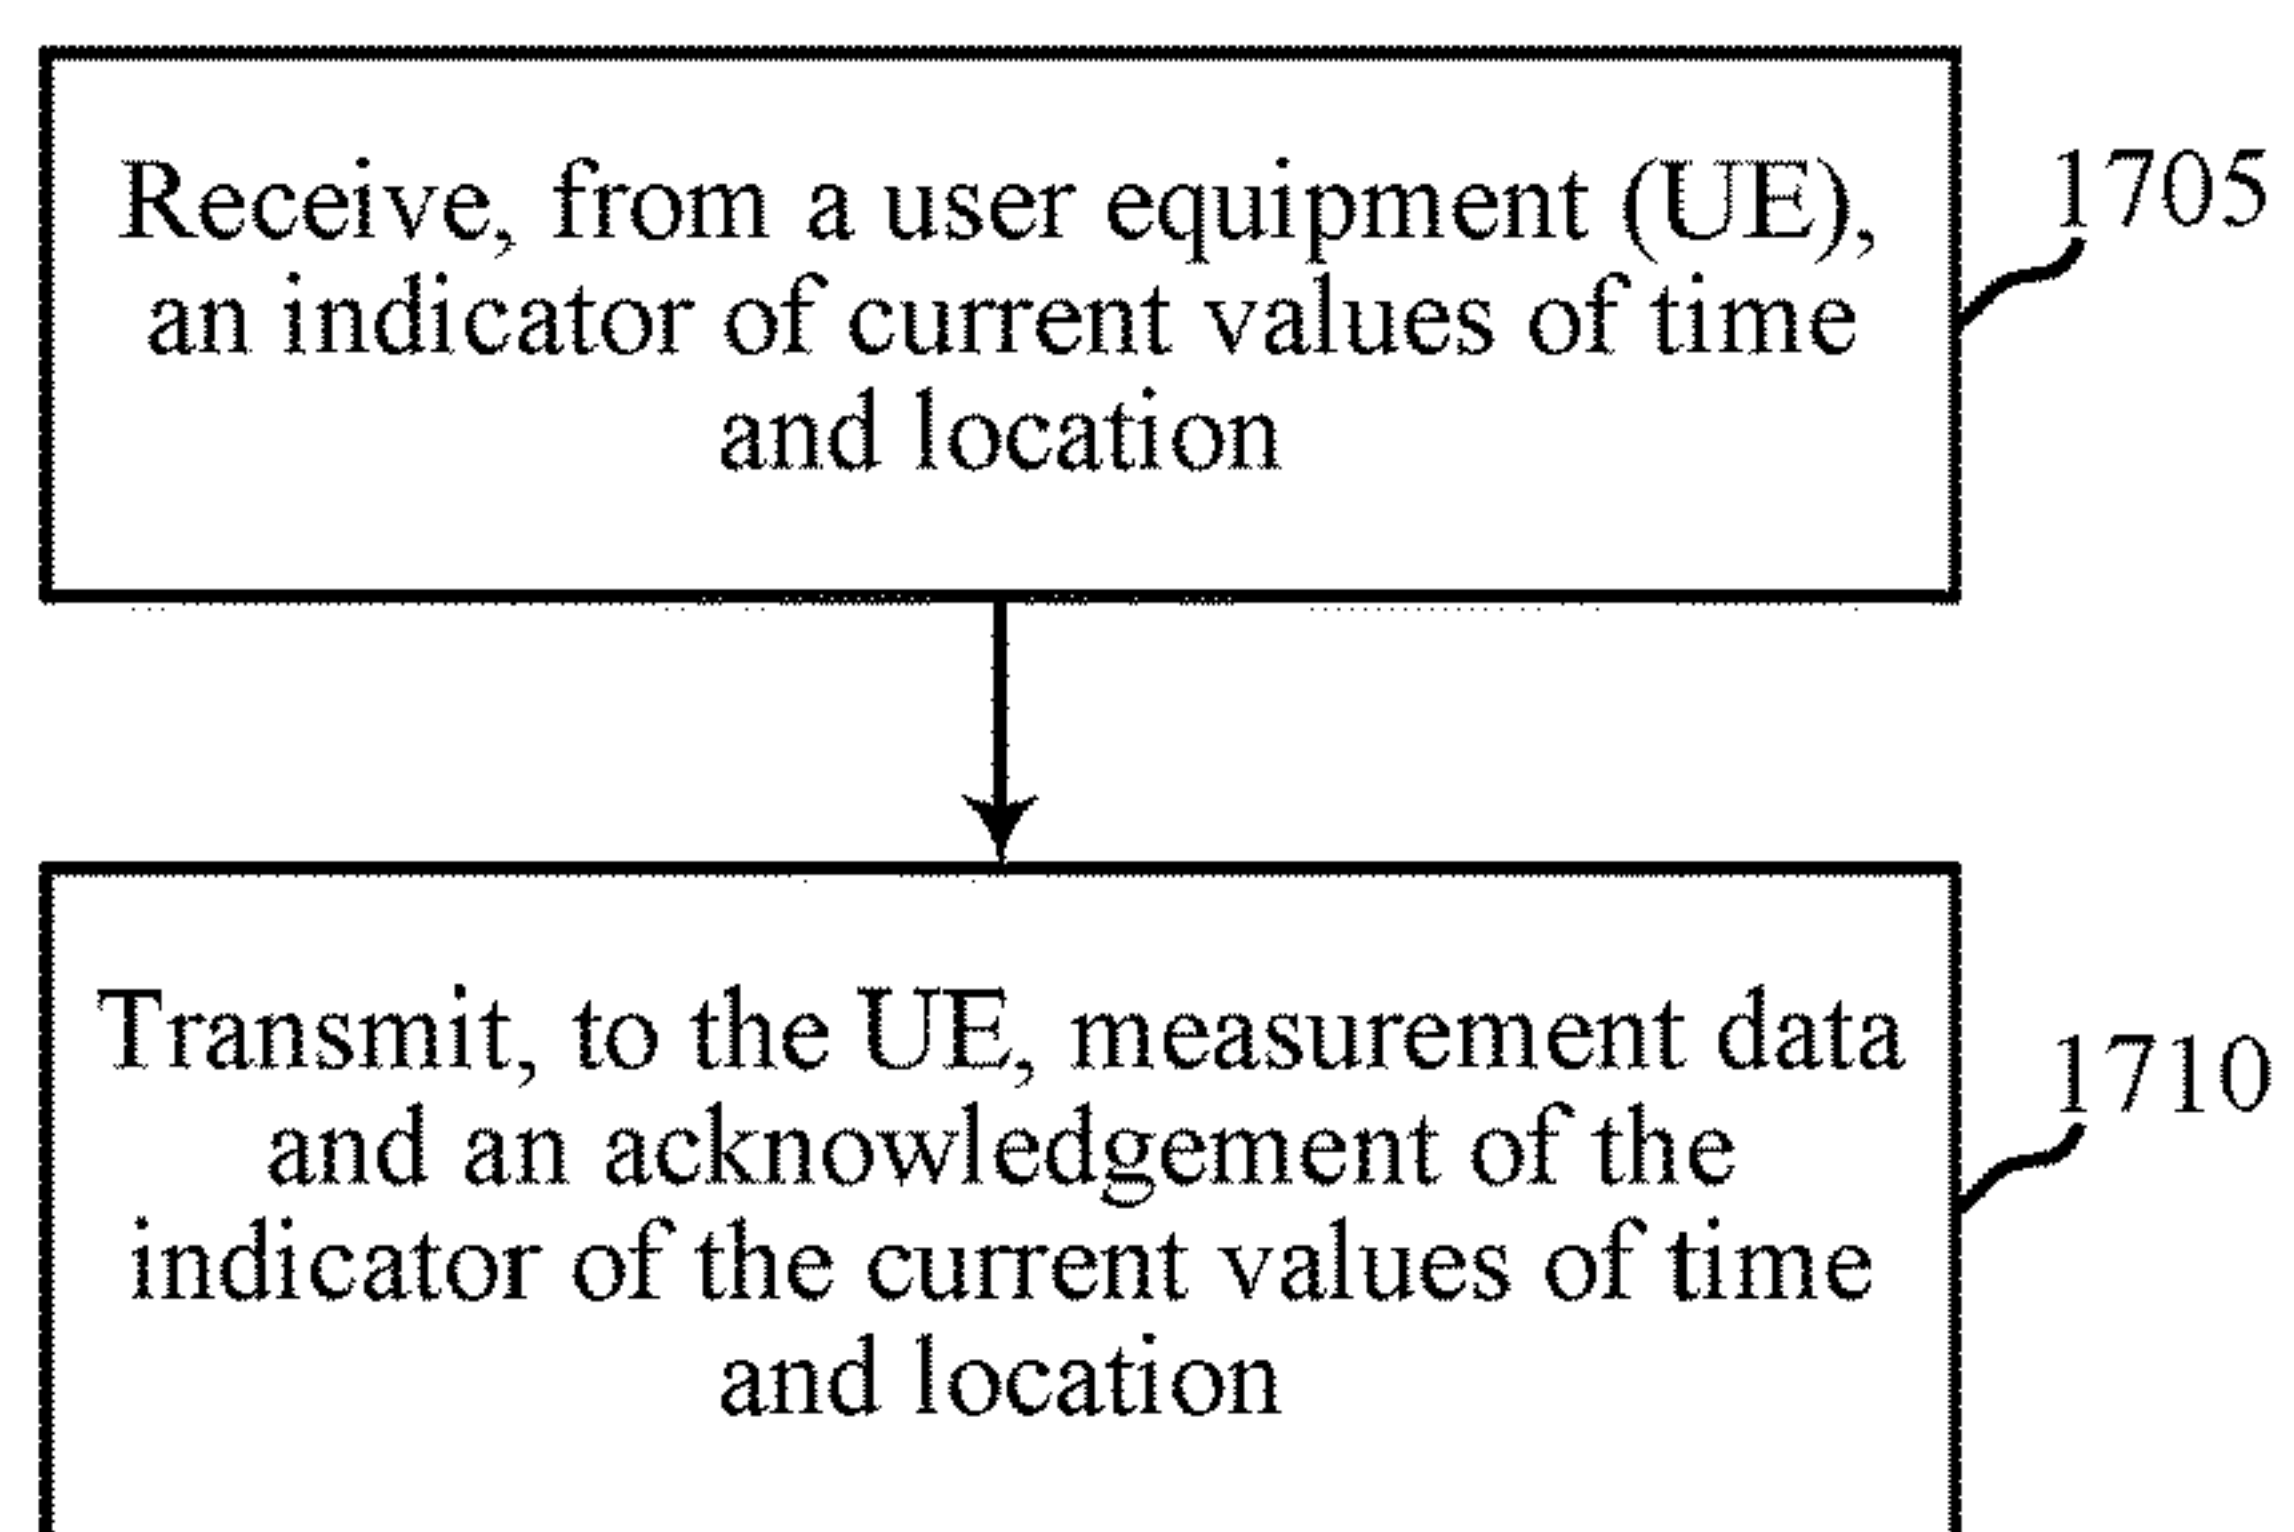 Receive, from a user equipment (UE),
an indicator of current values of time
and location
1705
Transmit, to the UE, measurement data
and an acknowledgement of the
indicator of the current values of time
and location
1710